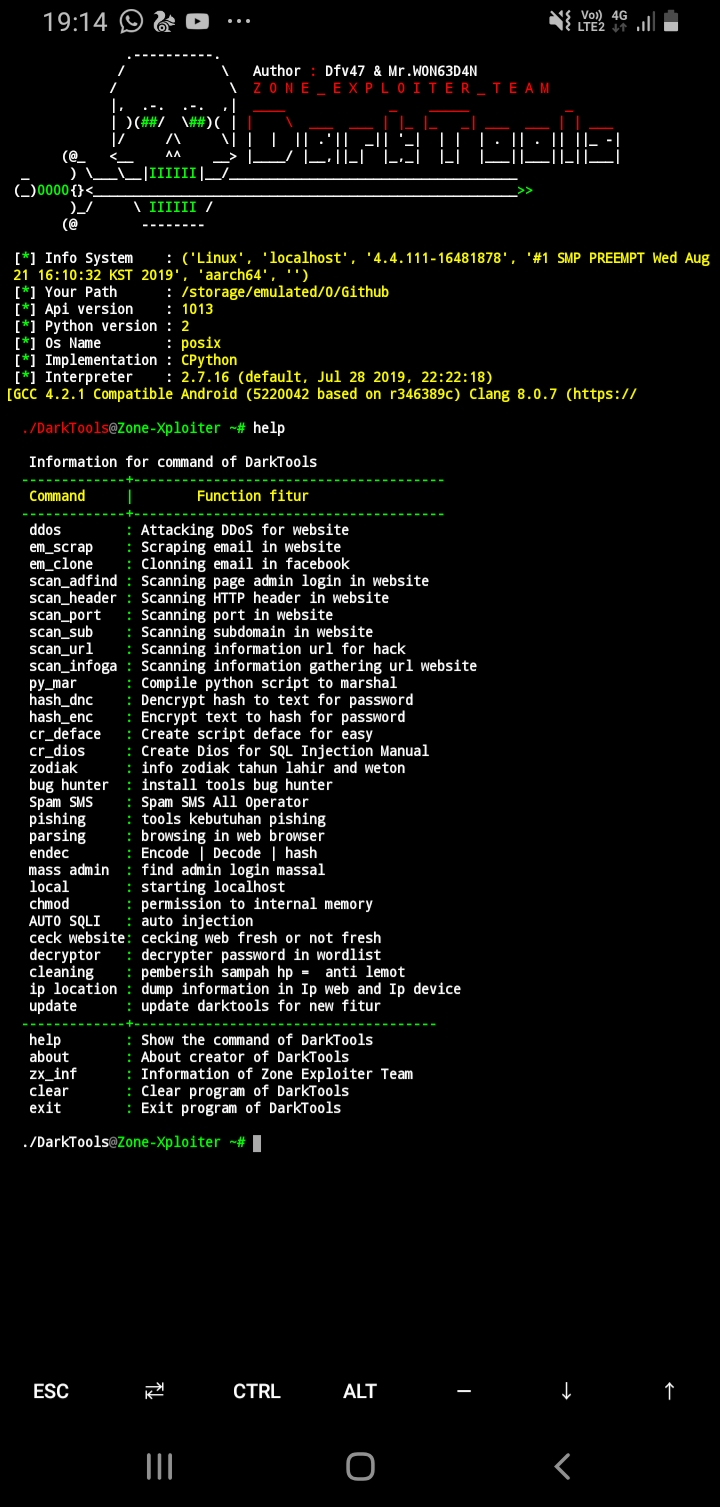 19:14 ••• Vo)) LTE2 4G
Author : Dfv47 & Mr.W0N63D4N
Z O N E _ E X P L O I T E R _ T E A M
DarkTools
[*] Info System : ('Linux', 'localhost', '4.4.111-16481878', '#1 SMP PREEMPT Wed Aug
21 16:10:32 KST 2019', 'aarch64', '')
[*] Your Path : /storage/emulated/0/Github
[*] Api version : 1013
[*] Python version : 2
[*] Os Name : posix
[*] Implementation : CPython
[*] Interpreter : 2.7.16 (default, Jul 28 2019, 22:22:18)
[GCC 4.2.1 Compatible Android (5220042 based on r346389c) Clang 8.0.7 (https://
./DarkTools@Zone-Xploiter ~# help
Information for command of DarkTools
-------------+---------------------------------------
Command | Function fitur
-------------+---------------------------------------
ddos : Attacking DDoS for website
em_scrap : Scraping email in website
em_clone : Clonning email in facebook
scan_adfind : Scanning page admin login in website
scan_header : Scanning HTTP header in website
scan_port : Scanning port in website
scan_sub : Scanning subdomain in website
scan_url : Scanning information url for hack
scan_infoga : Scanning information gathering url website
py_mar : Compile python script to marshal
hash_dnc : Dencrypt hash to text for password
hash_enc : Encrypt text to hash for password
cr_deface : Create script deface for easy
cr_dios : Create Dios for SQL Injection Manual
zodiak : info zodiak tahun lahir and weton
bug hunter : install tools bug hunter
Spam SMS : Spam SMS All Operator
pishing : tools kebutuhan pishing
parsing : browsing in web browser
endec : Encode | Decode | hash
mass admin : find admin login massal
local : starting localhost
chmod : permission to internal memory
AUTO SQLI : auto injection
ceck website: cecking web fresh or not fresh
decryptor : decrypter password in wordlist
cleaning : pembersih sampah hp = anti lemot
ip location : dump information in Ip web and Ip device
update : update darktools for new fitur
-------------+--------------------------------------
help : Show the command of DarkTools
about : About creator of DarkTools
zx_inf : Information of Zone Exploiter Team
clear : Clear program of DarkTools
exit : Exit program of DarkTools
./DarkTools@Zone-Xploiter ~#
ESC ⇄ CTRL ALT — ↓ ↑